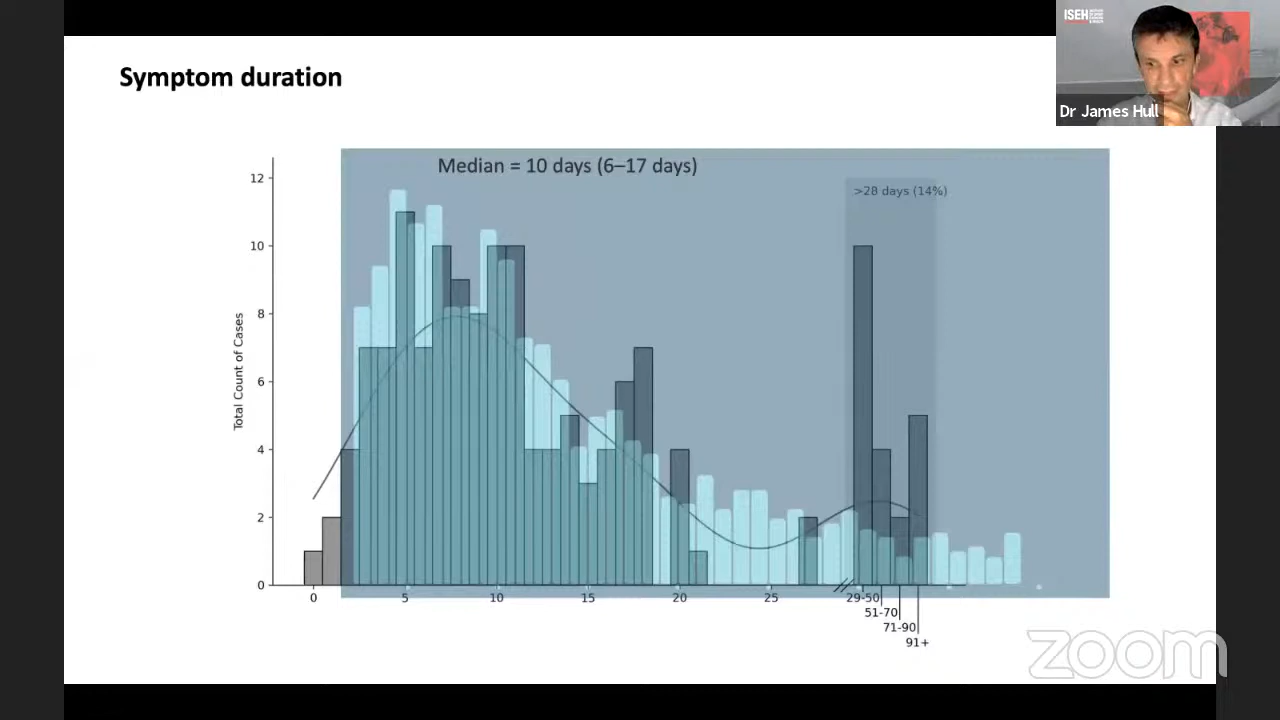 ISEH
Dr James Hull
Symptom duration
Median = 10 days (6–17 days)
>28 days (14%)
Total Count of Cases
12
10
8
6
4
2
0
0 5 10 15 20 25 29-50
51-70
71-90
91+
zoom